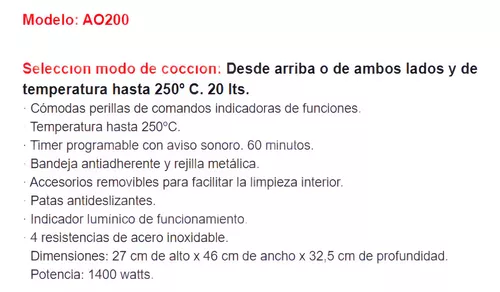 Modelo: AO200
Seleccion modo de coccion: Desde arriba o de ambos lados y de
temperatura hasta 250º C. 20 lts.
· Cómodas perillas de comandos indicadoras de funciones.
Temperatura hasta 250ºC.
· Timer programable con aviso sonoro. 60 minutos.
· Bandeja antiadherente y rejilla metálica.
· Accesorios removibles para facilitar la limpieza interior.
· Patas antideslizantes.
· Indicador luminico de funcionamiento.
· 4 resistencias de acero inoxidable.
Dimensiones: 27 cm de alto x 46 cm de ancho x 32,5 cm de profundidad.
Potencia: 1400 watts.